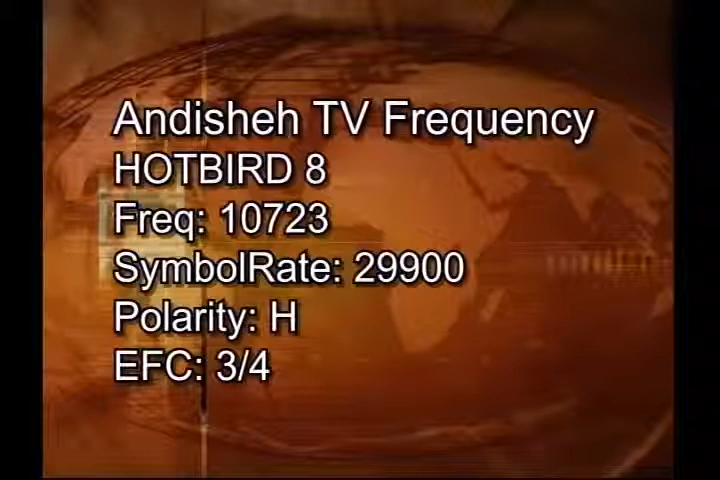 Andisheh TV Frequency
HOTBIRD 8
Freq: 10723
SymbolRate: 29900
Polarity: H
EFC: 3/4